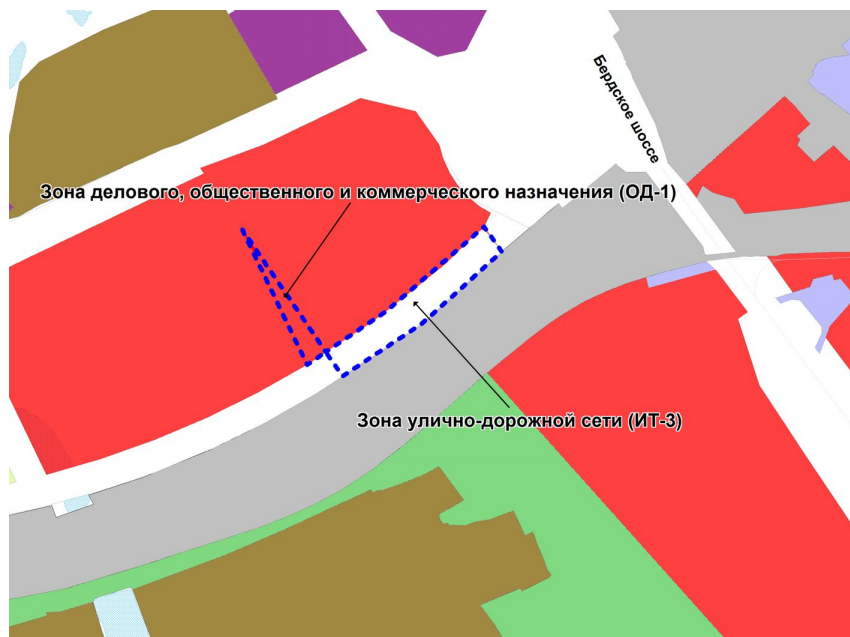 Бердское шоссе
Зона делового, общественного и коммерческого назначения (ОД-1)
Зона улично-дорожной сети (ИТ-3)